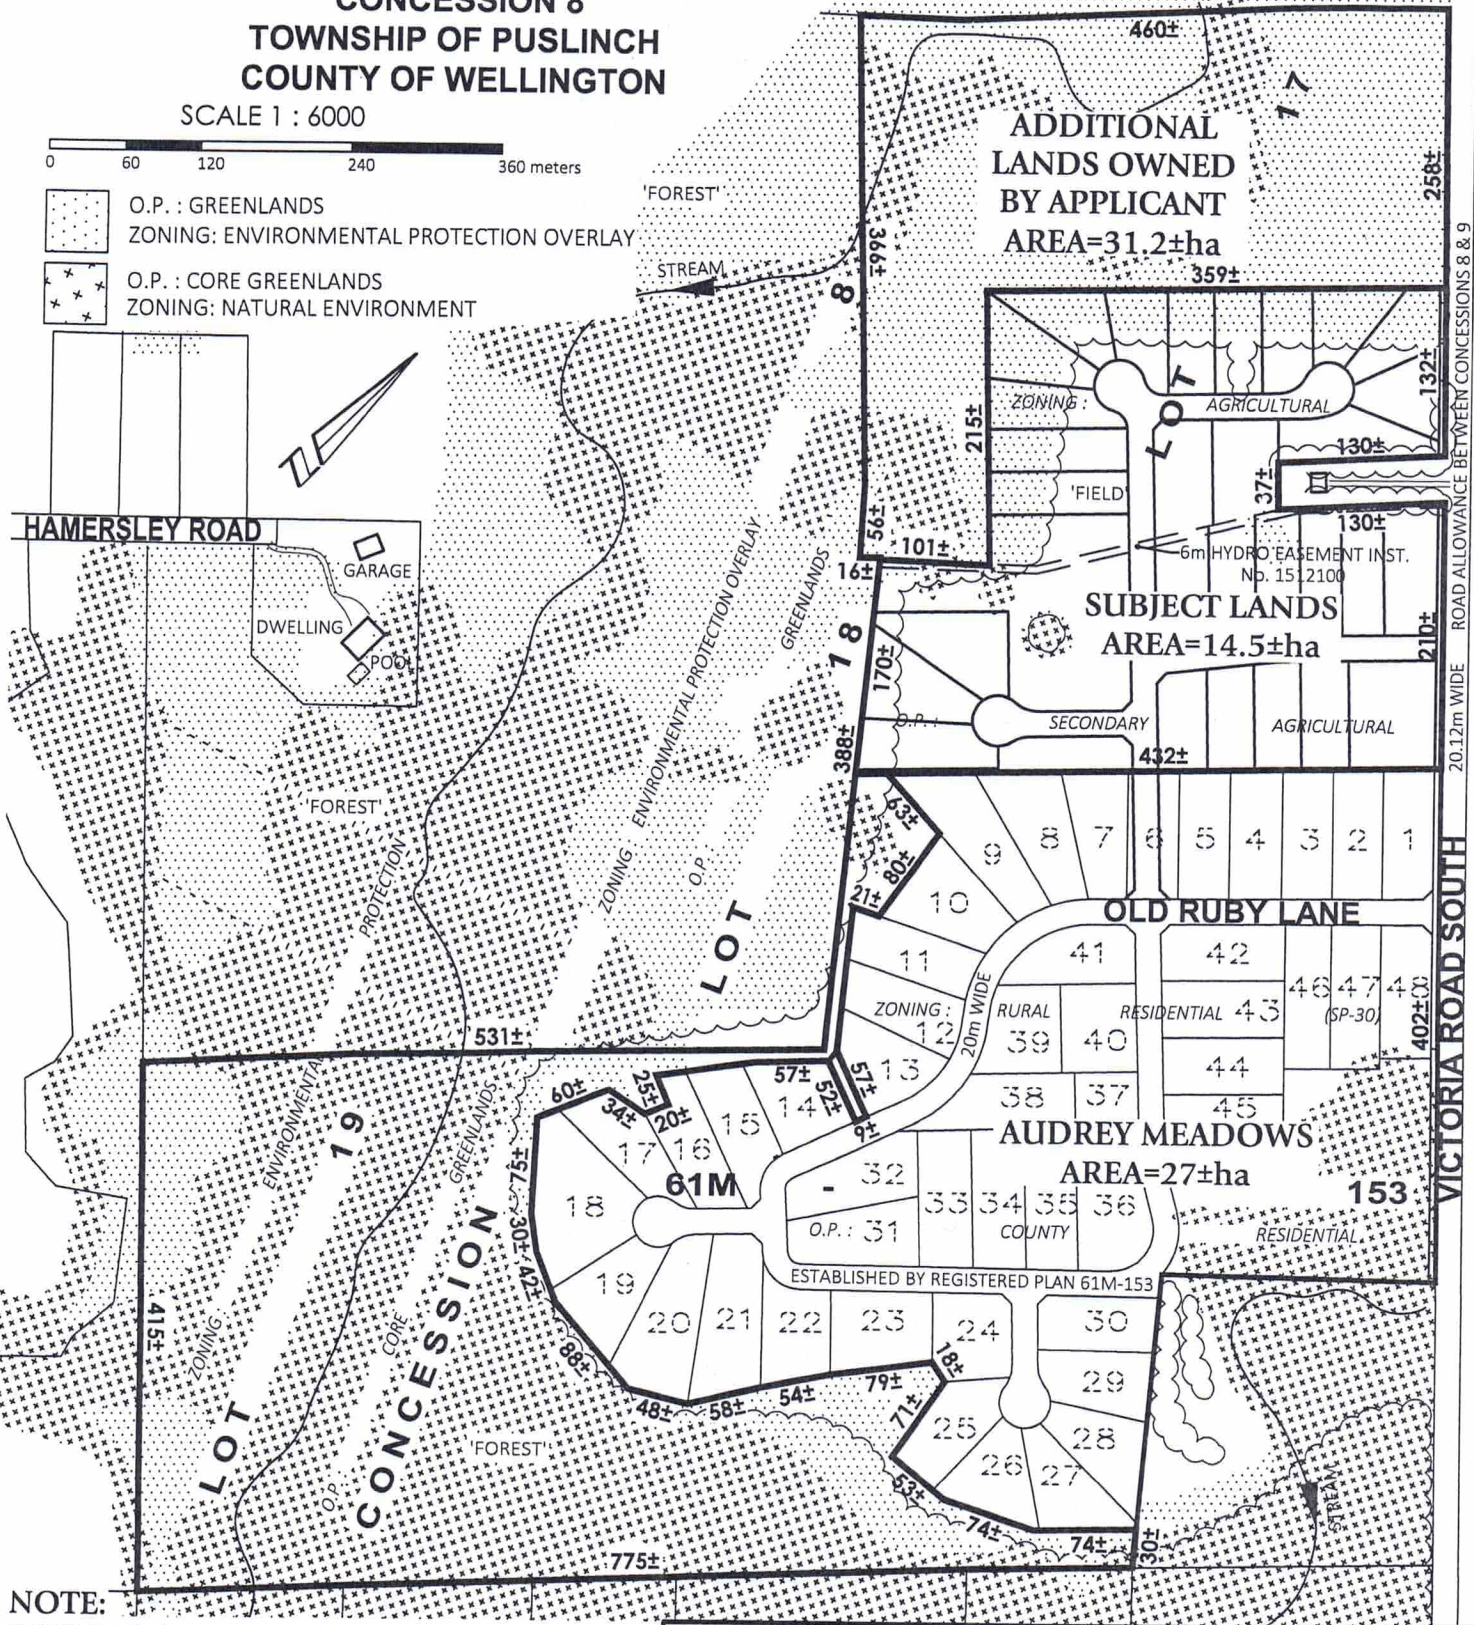 CONCESSION 8
TOWNSHIP OF PUSLINCH
COUNTY OF WELLINGTON
SCALE 1 : 6000
0 60 120 240 360 meters
O.P. : GREENLANDS
ZONING: ENVIRONMENTAL PROTECTION OVERLAY
O.P. : CORE GREENLANDS
ZONING: NATURAL ENVIRONMENT
'FOREST'
STREAM
460±
17
ADDITIONAL
LANDS OWNED
BY APPLICANT
AREA=31.2±ha
258±
366±
8
359±
LOT
132±
ZONING :
AGRICULTURAL
215±
'FIELD'
130±
37±
130±
56±
101±
16±
6m HYDRO EASEMENT INST.
No. 1512100
SUBJECT LANDS
AREA=14.5±ha
210±
18
170±
388±
O.P. :
SECONDARY
AGRICULTURAL
432±
20.12m WIDE ROAD ALLOWANCE BETWEEN CONCESSIONS 8 & 9
HAMERSLEY ROAD
GARAGE
DWELLING
POOL
'FOREST'
ZONING : ENVIRONMENTAL PROTECTION OVERLAY
O.P. : GREENLANDS
LOT
63±
80±
21±
9
8
7
6
5
4
3
2
1
10
OLD RUBY LANE
11
41
42
46
47
48
(SP-30)
402±
ZONING : RURAL RESIDENTIAL
12
20m WIDE
39
40
43
13
38
37
44
45
VICTORIA ROAD SOUTH
531±
60±
34±
25±
20±
57±
52±
57±
9±
17
16
15
14
AUDREY MEADOWS
AREA=27±ha
153
61M
-
32
33
34
35
36
18
O.P. : 31
COUNTY
RESIDENTIAL
75±
30±
42±
ESTABLISHED BY REGISTERED PLAN 61M-153
19
20
21
22
23
24
30
29
18±
88±
48±
58±
54±
79±
71±
25
26
27
28
53±
74±
74±
30±
STREAM
415±
ZONING : ENVIRONMENTAL PROTECTION
LOT 19
O.P. : CORE GREENLANDS
CONCESSION
'FOREST'
775±
NOTE: